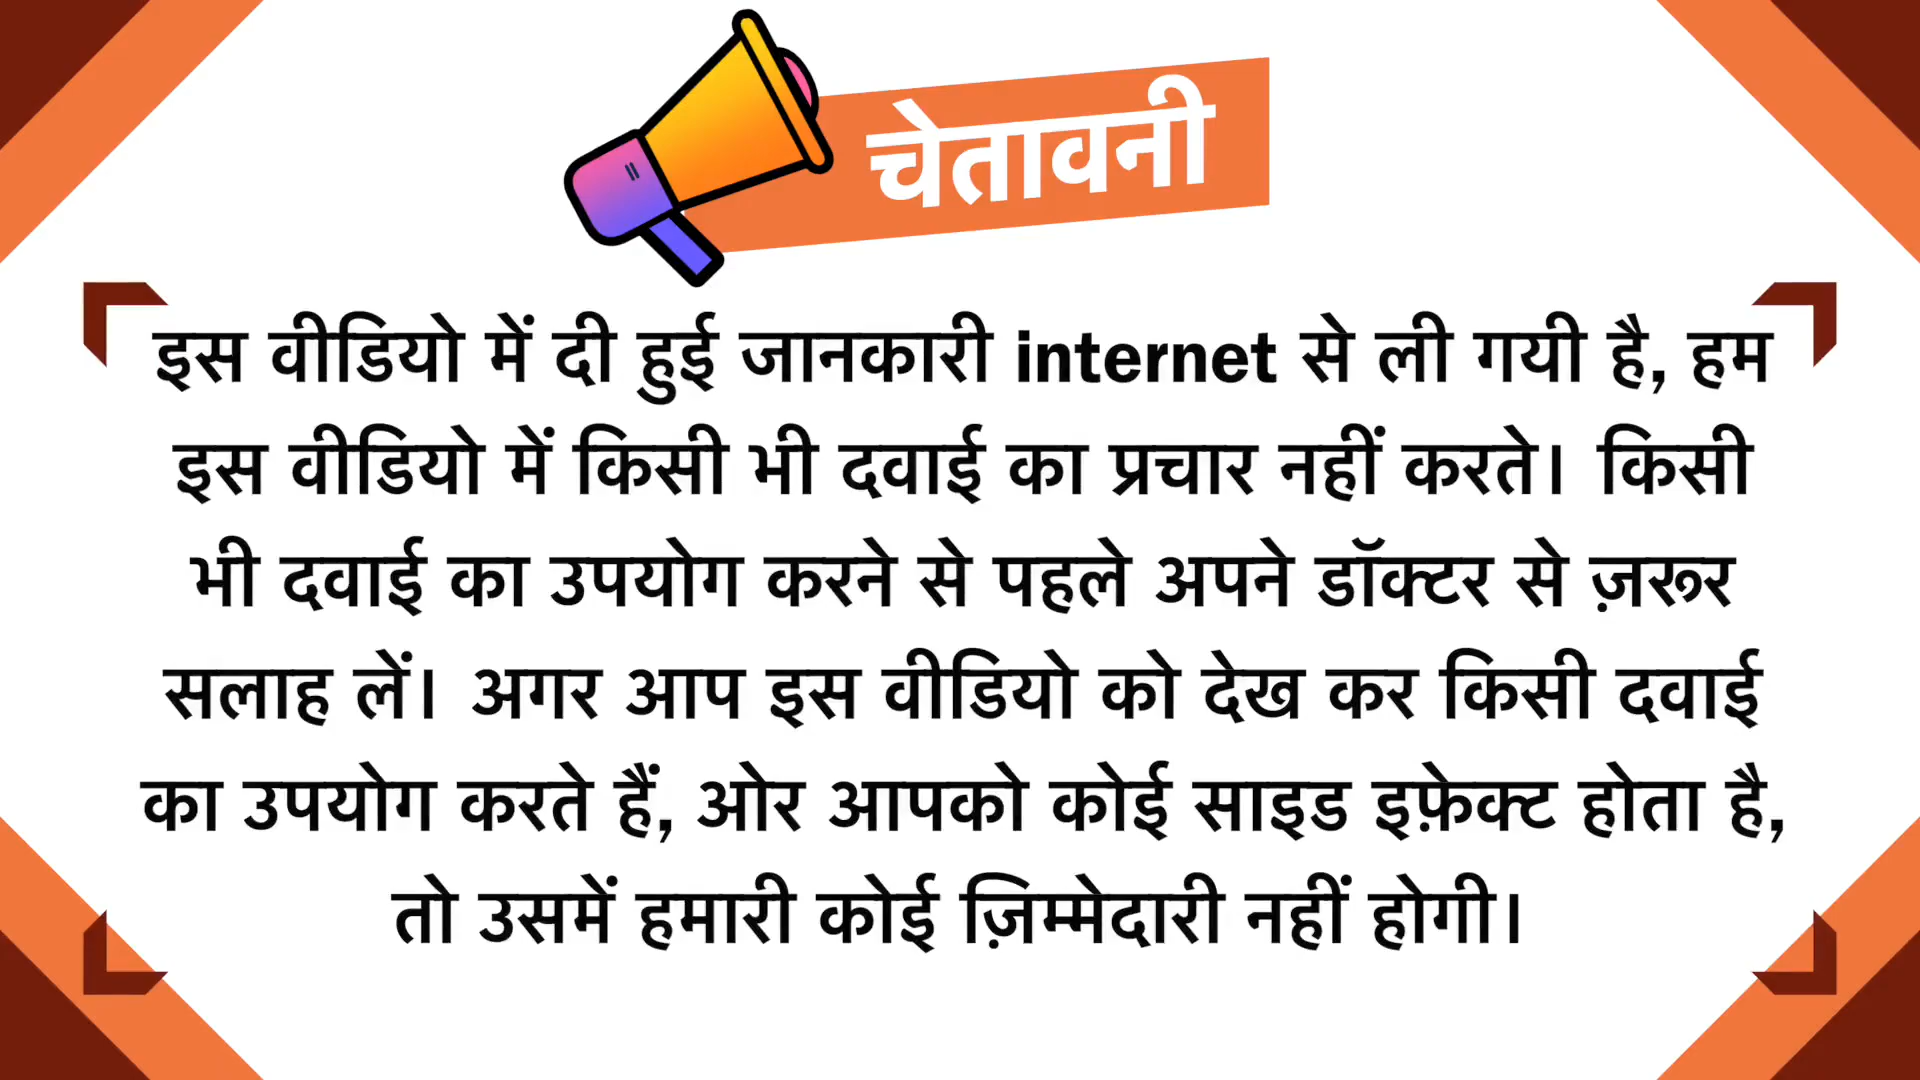 चेतावनी
इस वीडियो में दी हुई जानकारी internet से ली गयी है, हम
इस वीडियो में किसी भी दवाई का प्रचार नहीं करते। किसी
भी दवाई का उपयोग करने से पहले अपने डॉक्टर से ज़रूर
सलाह लें। अगर आप इस वीडियो को देख कर किसी दवाई
का उपयोग करते हैं, ओर आपको कोई साइड इफ़ेक्ट होता है,
तो उसमें हमारी कोई ज़िम्मेदारी नहीं होगी।